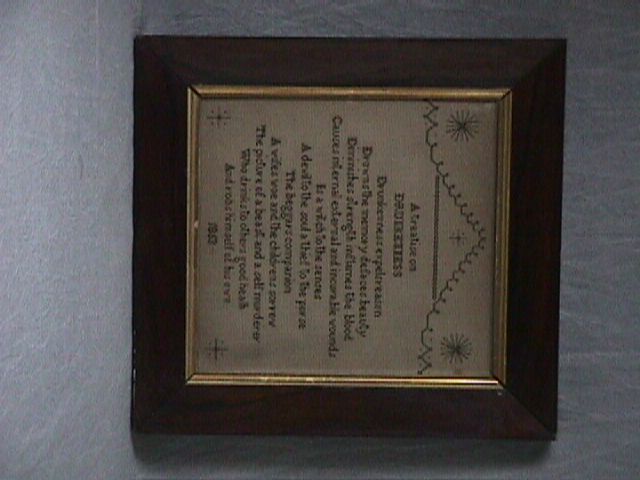 A treatise on
DRUNKENNESS
Drunkenness expels reason
Drowns the memory defaces beauty
Diminishes strength inflames the blood
Causes internal external and incurable wounds
Is a witch to the senses
A devil to the soul a thief to the purse
The beggars companion
A wifes woe and the childrens sorrow
The picture of a beast and a self murderer
Who drinks to others good health
And robs himself of his own